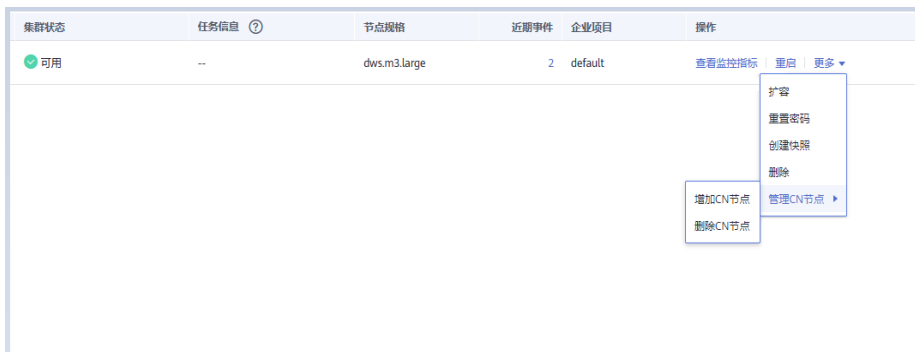 集群状态 任务信息 ? 节点规格 近期事件 企业项目 操作
可用 -- dws.m3.large 2 default 查看监控指标 重启 更多
扩容
重置密码
创建快照
删除
管理CN节点
增加CN节点
删除CN节点